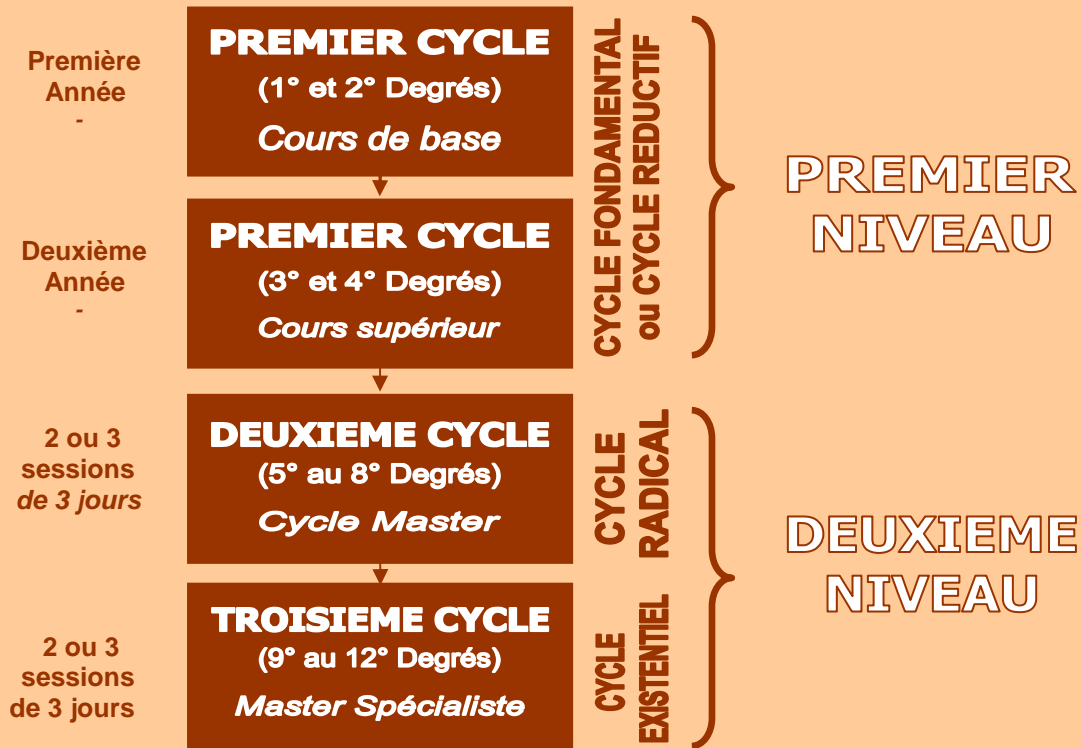 Première
Année
-
PREMIER CYCLE
(1° et 2° Degrés)
Cours de base
Deuxième
Année
-
PREMIER CYCLE
(3° et 4° Degrés)
Cours supérieur
CYCLE FONDAMENTAL
ou CYCLE REDUCTIF
PREMIER
NIVEAU
2 ou 3
sessions
de 3 jours
DEUXIEME CYCLE
(5° au 8° Degrés)
Cycle Master
CYCLE
RADICAL
2 ou 3
sessions
de 3 jours
TROISIEME CYCLE
(9° au 12° Degrés)
Master Spécialiste
CYCLE
EXISTENTIEL
DEUXIEME
NIVEAU